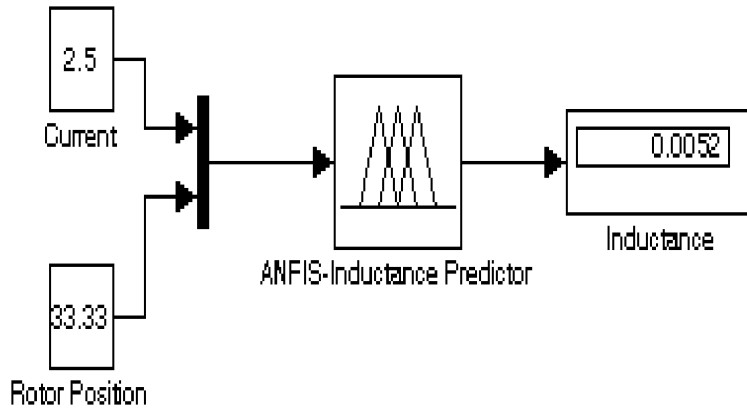 2.5
Current
33.33
Rotor Position
ANFIS-Inductance Predictor
0.0052
Inductance